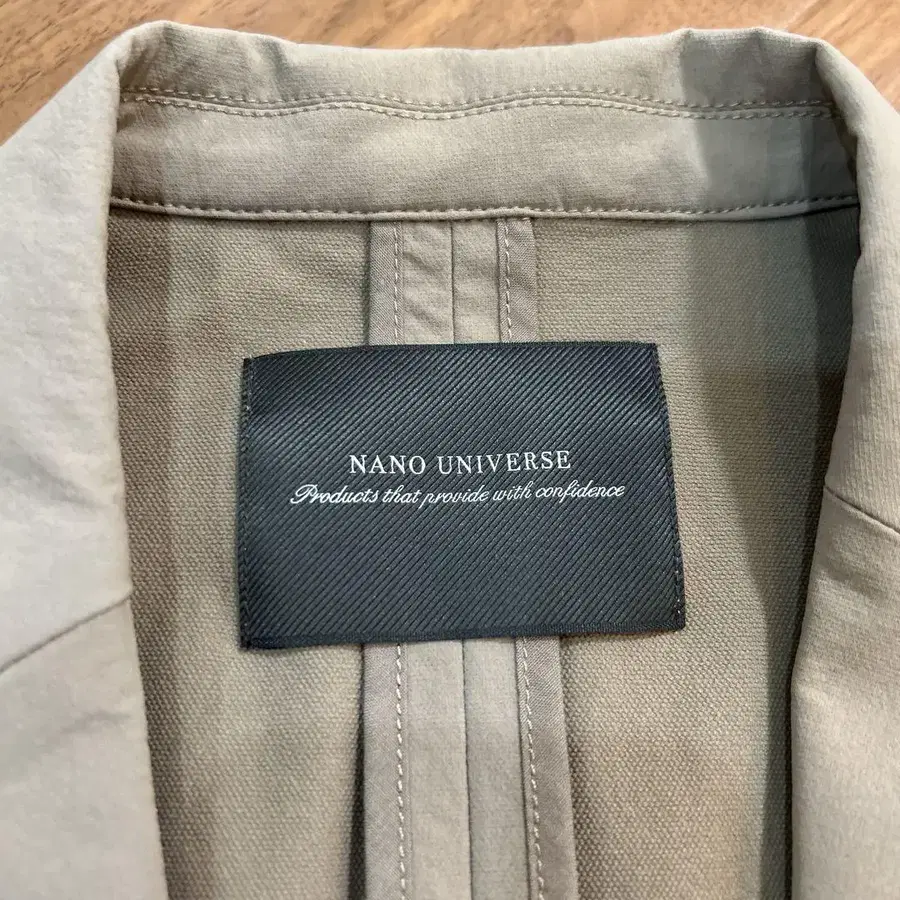 NANO UNIVERSE
Products that provide with confidence